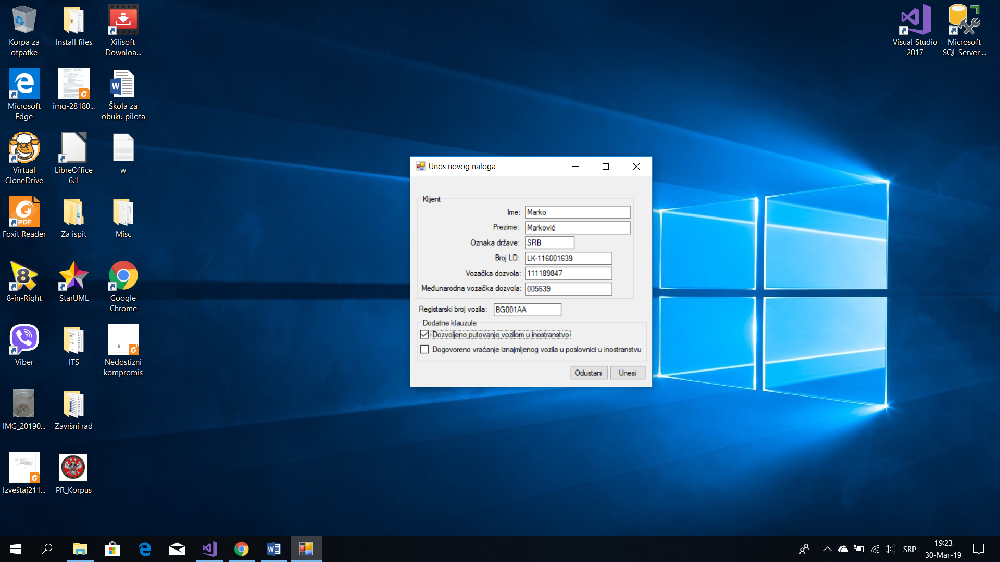 Korpa za
otpatke
Install files
Xilisoft
Downloa...
Microsoft
Edge
img-28180...
Škola za
obuku pilota
Virtual
CloneDrive
LibreOffice
6.1
w
Foxit Reader
Za ispit
Misc
8-in-Right
StarUML
Google
Chrome
Viber
ITS
Nedostizni
kompromis
IMG_20190...
Završni rad
Izveštaj211...
PR_Korpus
Visual Studio
2017
Microsoft
SQL Server ...
Unos novog naloga
Klijent
Ime: Marko
Prezime: Marković
Oznaka države: SRB
Broj LD: LK-116001639
Vozačka dozvola: 111189847
Međunarodna vozačka dozvola: 005639
Registarski broj vozila: BG001AA
Dodatne klauzule
Dozvoljeno putovanje vozilom u inostranstvo
Dogovoreno vraćanje iznajmljenog vozila u poslovnici u inostranstvu
Odustani Unesi
SRP
19:23
30-Mar-19